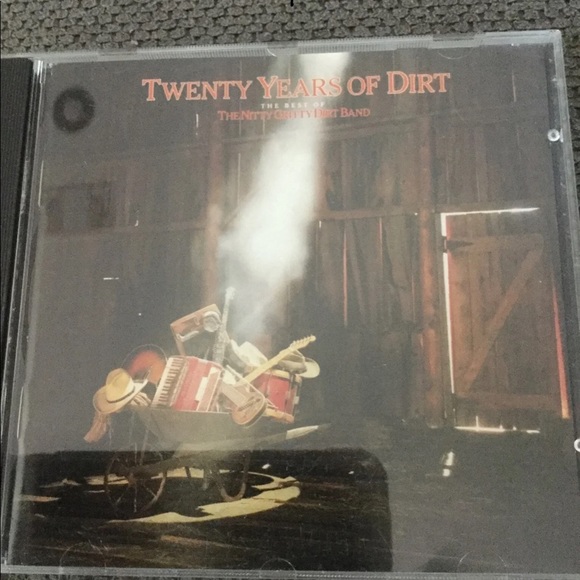 TWENTY YEARS OF DIRT
THE BEST OF
THE NITTY GRITTY DIRT BAND